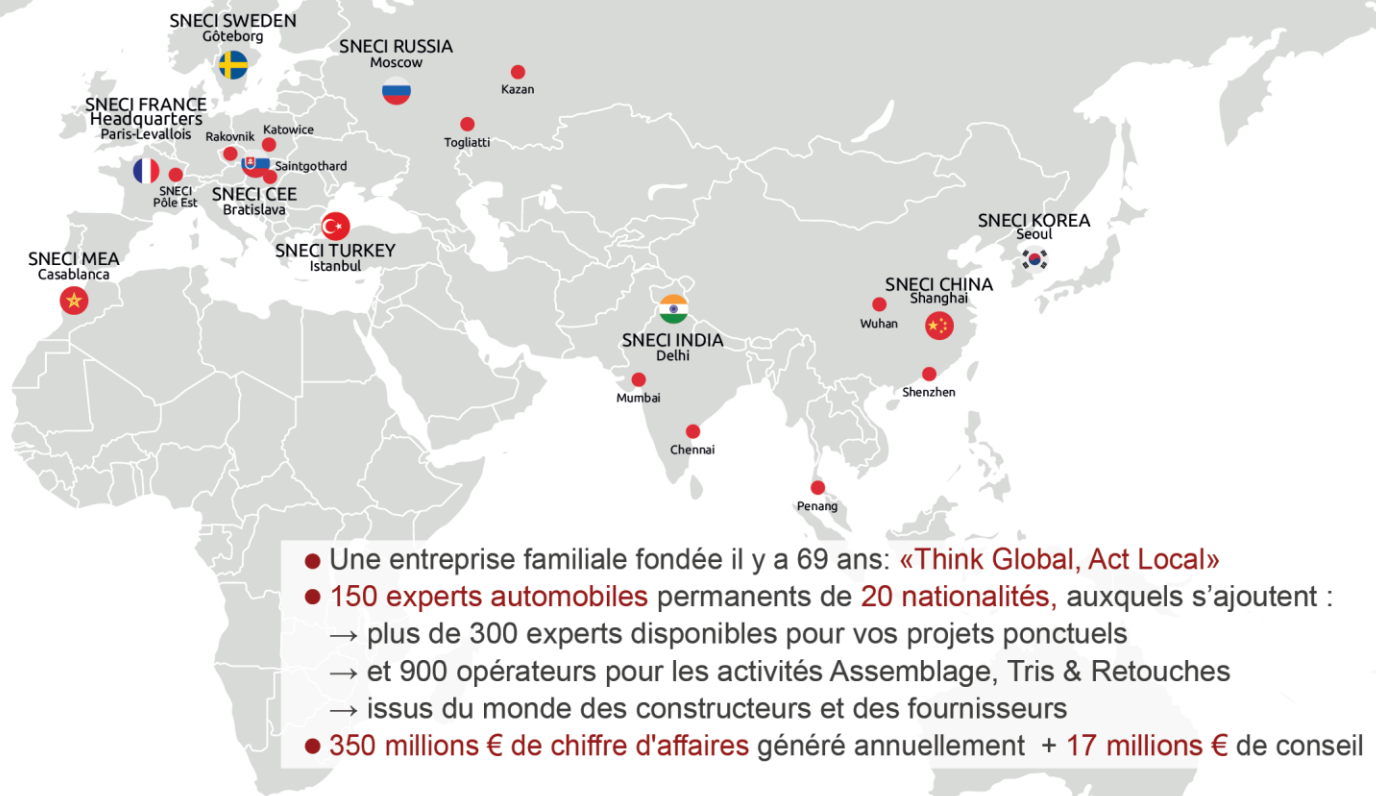 SNECI SWEDEN
Göteborg
SNECI RUSSIA
Moscow
Kazan
SNECI FRANCE
Headquarters
Paris-Levallois
Rakovnik
Katowice
Togliatti
Saintgothard
SNECI
Pôle Est
SNECI CEE
Bratislava
SNECI TURKEY
Istanbul
SNECI MEA
Casablanca
SNECI KOREA
Seoul
SNECI CHINA
Shanghai
Wuhan
SNECI INDIA
Delhi
Mumbai
Shenzhen
Chennai
Penang
● Une entreprise familiale fondée il y a 69 ans: «Think Global, Act Local»
● 150 experts automobiles permanents de 20 nationalités, auxquels s’ajoutent :
→ plus de 300 experts disponibles pour vos projets ponctuels
→ et 900 opérateurs pour les activités Assemblage, Tris & Retouches
→ issus du monde des constructeurs et des fournisseurs
● 350 millions € de chiffre d'affaires généré annuellement + 17 millions € de conseil